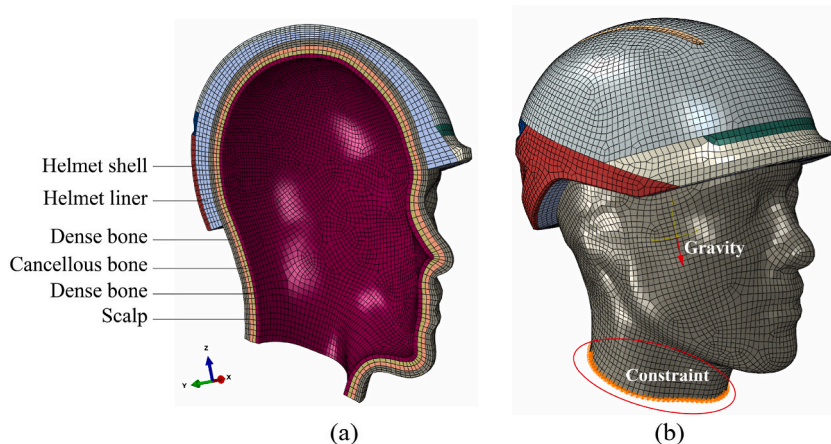 Helmet shell
Helmet liner
Dense bone
Cancellous bone
Dense bone
Scalp
Z
Y
X
(a)
Gravity
Constraint
(b)